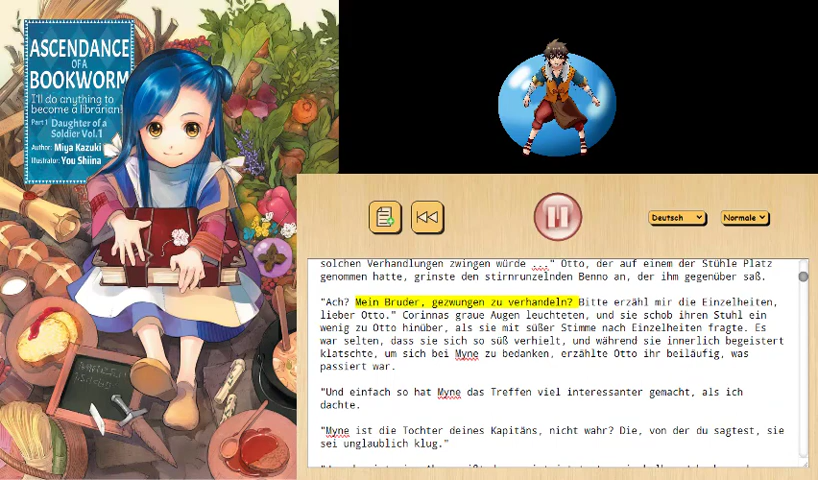 ASCENDANCE
OF A
BOOKWORM
I'll do anything to
become a librarian!
Part 1 Daughter of a
Soldier Vol.1
Author: Miya Kazuki
Illustrator: You Shiina
Deutsch
Normale
solchen Verhandlungen zwingen würde ..." Otto, der auf einem der Stühle Platz
genommen hatte, grinste den stirnrunzelnden Benno an, der ihm gegenüber saß.
"Ach? Mein Bruder, gezwungen zu verhandeln? Bitte erzähl mir die Einzelheiten,
lieber Otto." Corinnas graue Augen leuchteten, und sie schob ihren Stuhl ein
wenig zu Otto hinüber, als sie mit süßer Stimme nach Einzelheiten fragte. Es
war selten, dass sie sich so süß verhielt, und während sie innerlich begeistert
klatschte, um sich bei Myne zu bedanken, erzählte Otto ihr beiläufig, was
passiert war.
"Und einfach so hat Myne das Treffen viel interessanter gemacht, als ich
dachte.
"Myne ist die Tochter deines Kapitäns, nicht wahr? Die, von der du sagtest, sie
sei unglaublich klug."